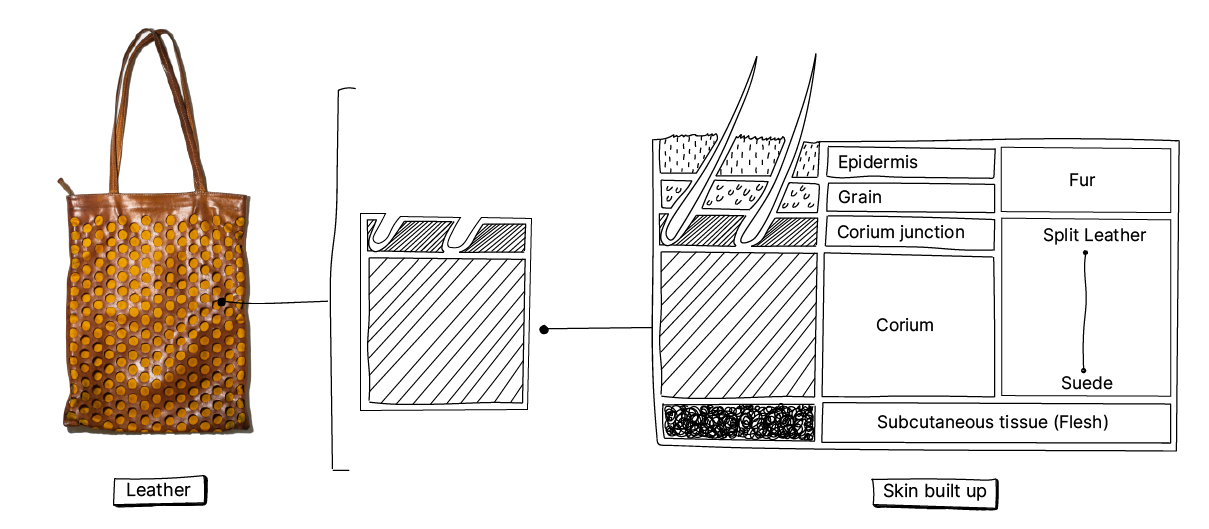 Epidermis
Fur
Grain
Corium junction
Split Leather
Corium
Suede
Subcutaneous tissue (Flesh)
Leather
Skin built up